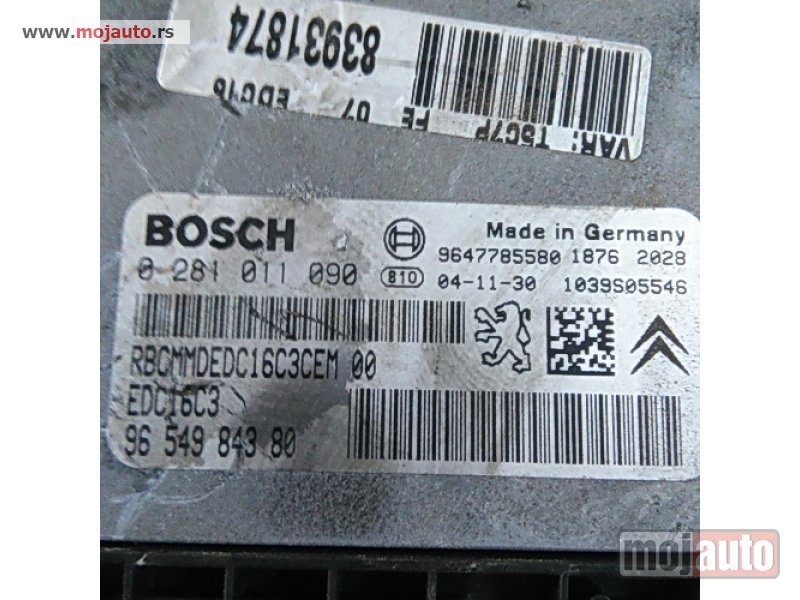 www.mojauto.rs
83931874
VAR: T5C7P FE 07 EDC16
BOSCH
Made in Germany
9647785580 1876 2028
0 281 011 090 810 04-11-30 1039S05546
RBCMMDEDC16C3CEM 00
EDC16C3
96 549 843 80
mojauto